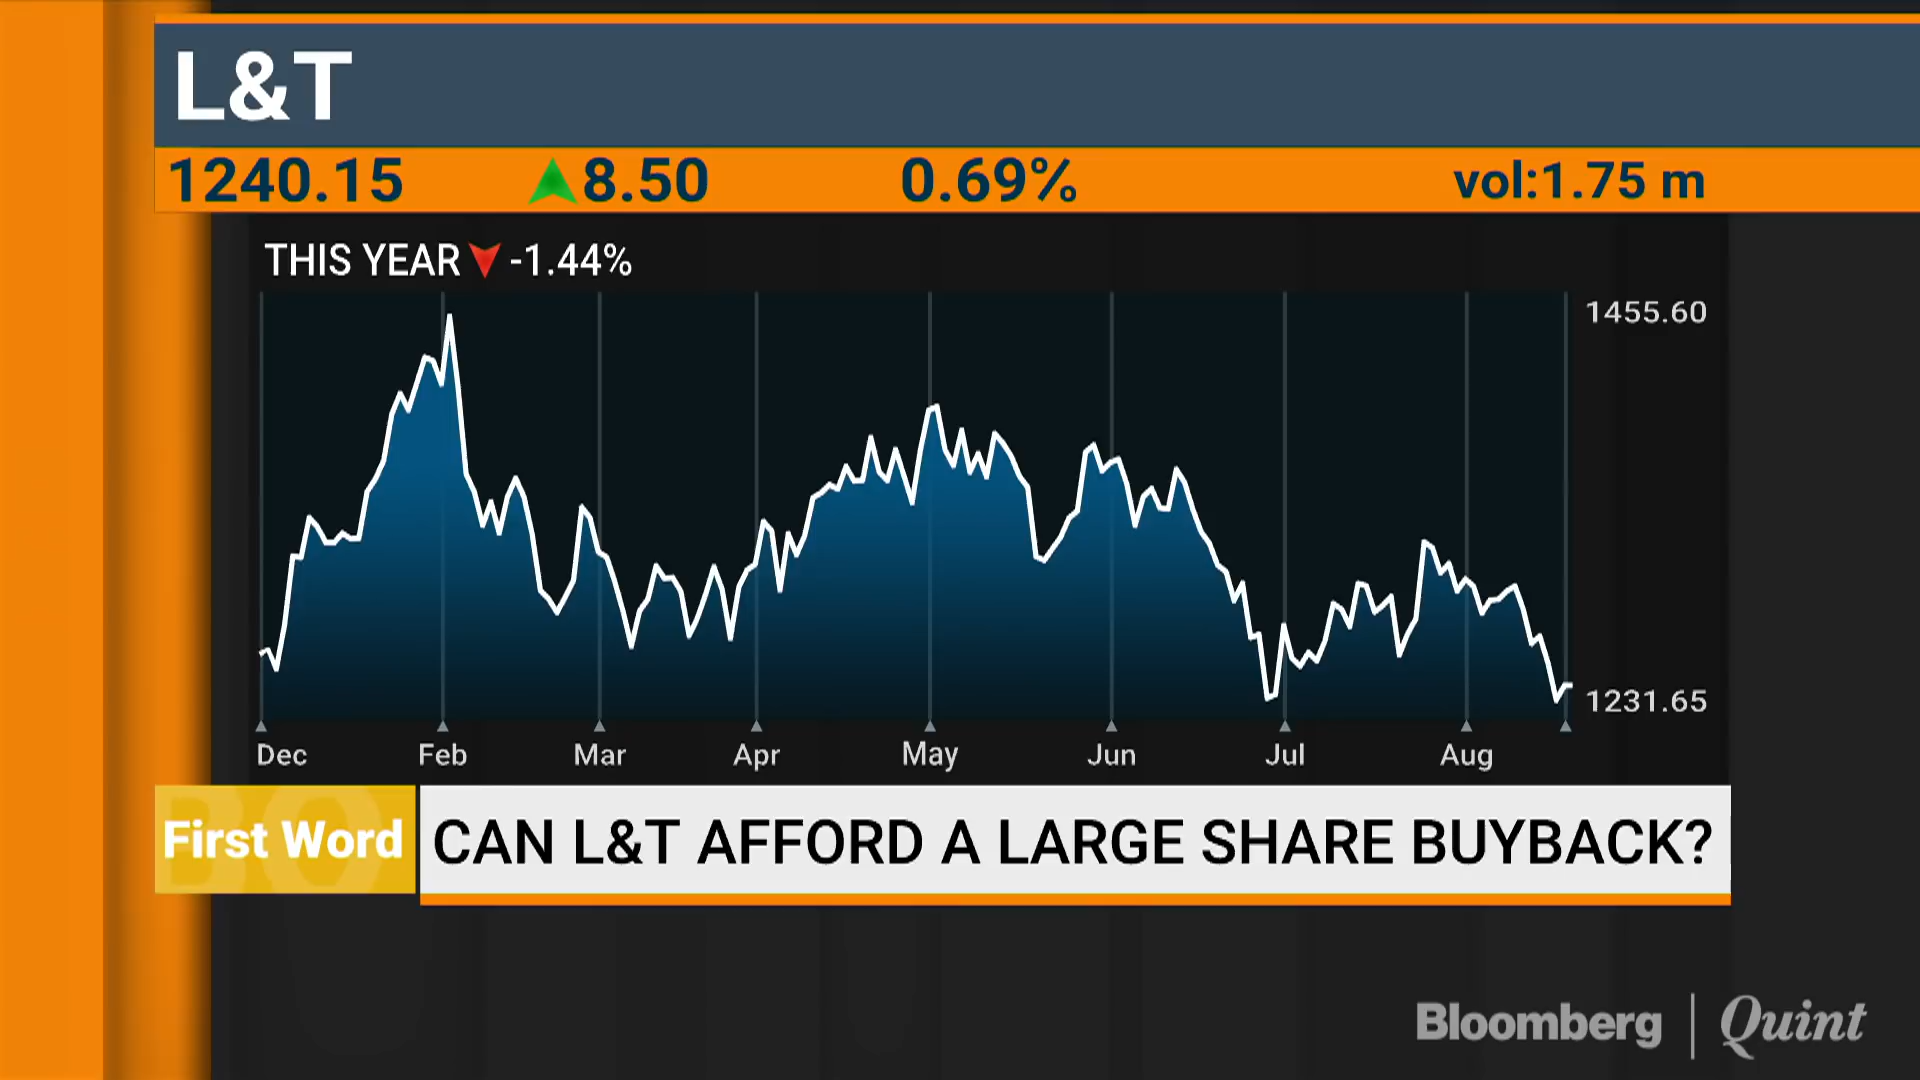 L&T
1240.15 8.50 0.69% vol:1.75 m
THIS YEAR -1.44%
1455.60
1231.65
Dec Feb Mar Apr May Jun Jul Aug
First Word CAN L&T AFFORD A LARGE SHARE BUYBACK?
Bloomberg | Quint